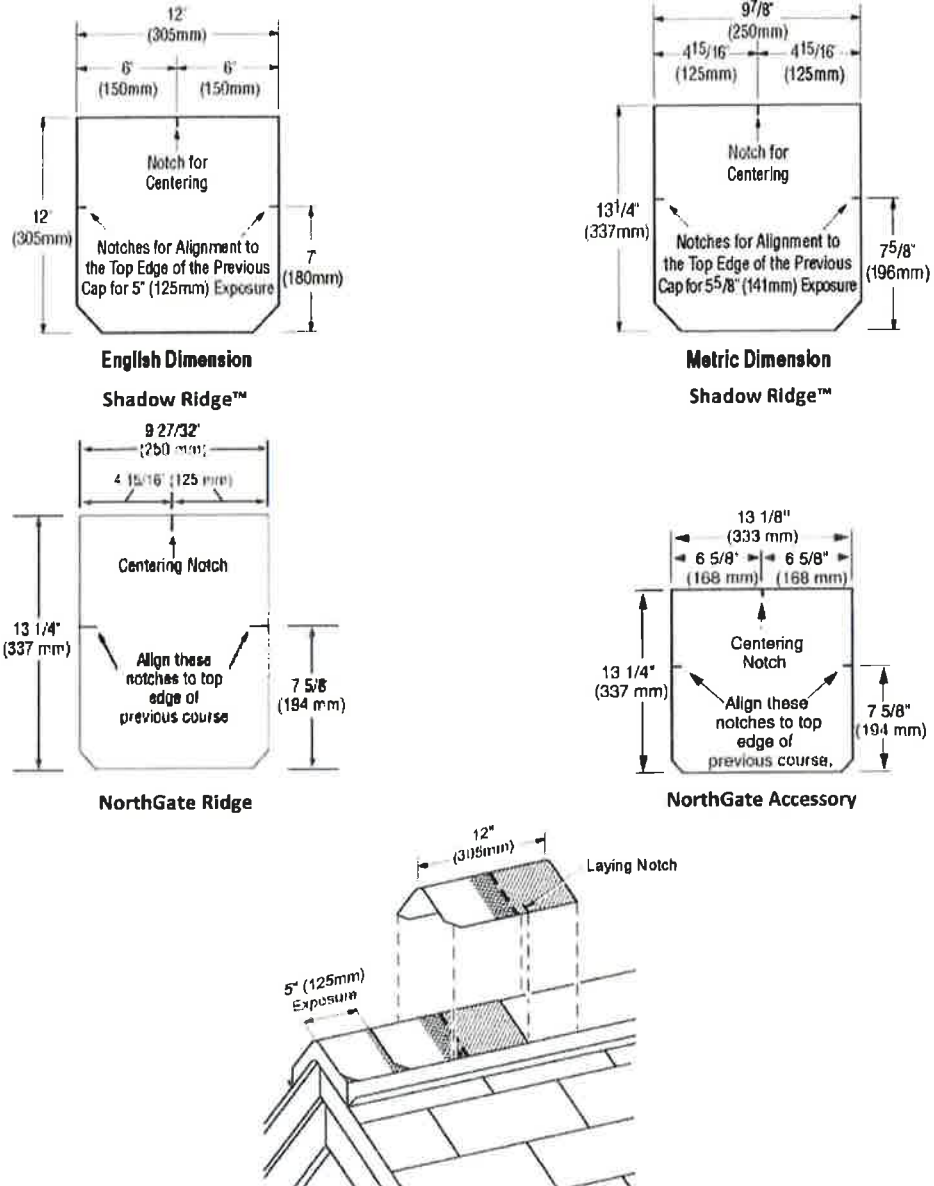 12"
(305mm)
6"
(150mm)
6"
(150mm)
Notch for
Centering
12"
(305mm)
Notches for Alignment to
the Top Edge of the Previous
Cap for 5" (125mm) Exposure
7"
(180mm)
English Dimension
Shadow Ridge™
9 7/8"
(250mm)
4 15/16"
(125mm)
4 15/16"
(125mm)
Notch for
Centering
13 1/4"
(337mm)
Notches for Alignment to
the Top Edge of the Previous
Cap for 5 5/8" (141mm) Exposure
7 5/8"
(196mm)
Metric Dimension
Shadow Ridge™
9 27/32"
(250 mm)
4 15/16" (125 mm)
Centering Notch
13 1/4"
(337 mm)
Align these
notches to top
edge of
previous course
7 5/8"
(194 mm)
NorthGate Ridge
13 1/8"
(333 mm)
6 5/8"
(168 mm)
6 5/8"
(168 mm)
Centering
Notch
13 1/4"
(337 mm)
Align these
notches to top
edge of
previous course,
7 5/8"
(194 mm)
NorthGate Accessory
12"
(305mm)
Laying Notch
5" (125mm)
Exposure